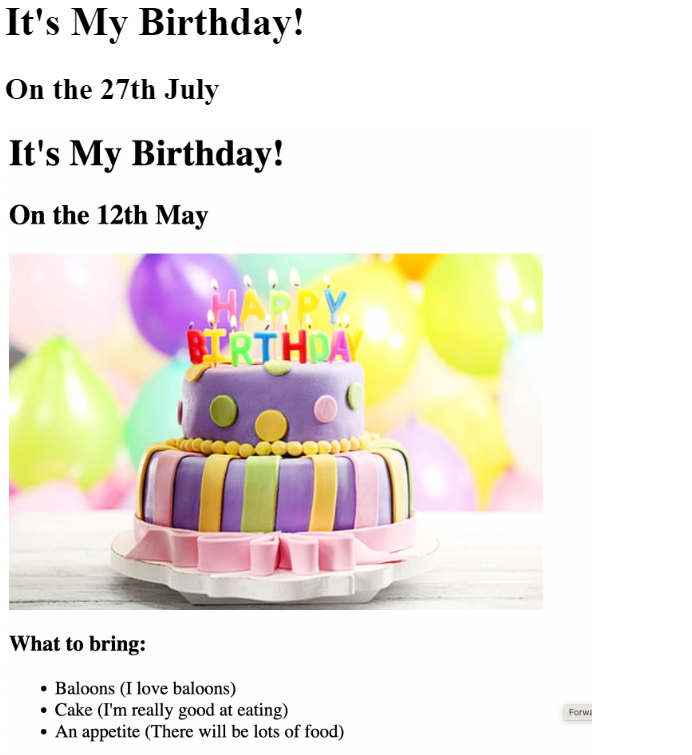 It's My Birthday!
On the 27th July
It's My Birthday!
On the 12th May
HAPPY
BIRTHDAY
What to bring:
• Baloons (I love baloons)
• Cake (I'm really good at eating)
• An appetite (There will be lots of food)